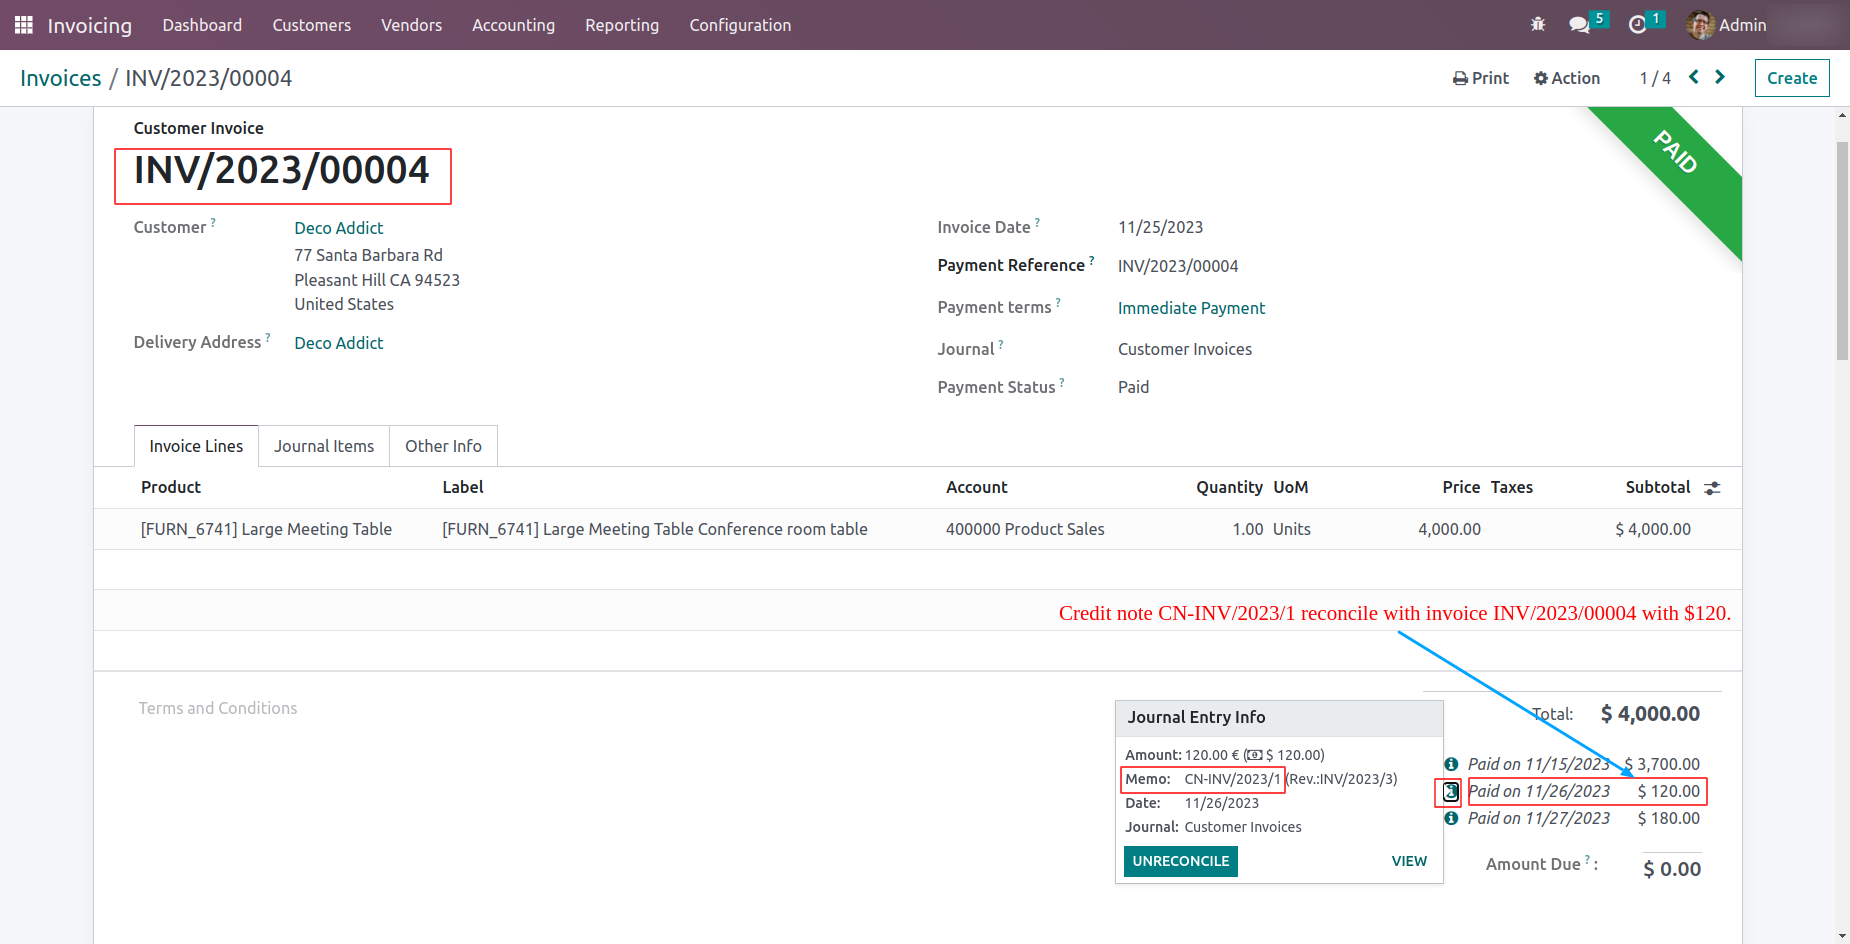 Invoicing Dashboard Customers Vendors Accounting Reporting Configuration 5 1 Admin
Invoices / INV/2023/00004 Print Action 1 / 4 Create
Customer Invoice
PAID
INV/2023/00004
Customer ? Deco Addict Invoice Date ? 11/25/2023
77 Santa Barbara Rd
Pleasant Hill CA 94523 Payment Reference ? INV/2023/00004
United States Payment terms ? Immediate Payment
Delivery Address ? Deco Addict Journal ? Customer Invoices
Payment Status ? Paid
Invoice Lines Journal Items Other Info
Product Label Account Quantity UoM Price Taxes Subtotal
[FURN_6741] Large Meeting Table [FURN_6741] Large Meeting Table Conference room table 400000 Product Sales 1.00 Units 4,000.00 $ 4,000.00
Credit note CN-INV/2023/1 reconcile with invoice INV/2023/00004 with $120.
Terms and Conditions
Journal Entry Info
Amount: 120.00 € ( $ 120.00)
Memo: CN-INV/2023/1 (Rev.:INV/2023/3)
Date: 11/26/2023
Journal: Customer Invoices
UNRECONCILE VIEW
Total: $ 4,000.00
Paid on 11/15/2023 $ 3,700.00
Paid on 11/26/2023 $ 120.00
Paid on 11/27/2023 $ 180.00
Amount Due ? : $ 0.00